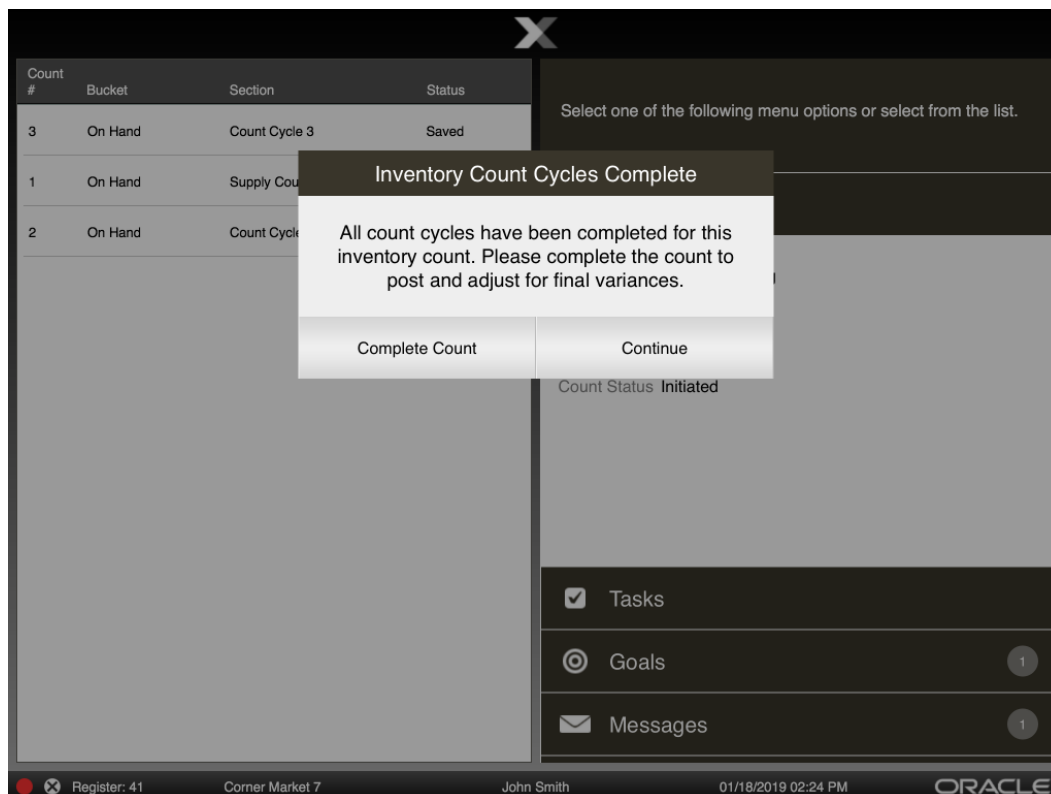 Count
# Bucket Section Status
3 On Hand Count Cycle 3 Saved
1 On Hand Supply Cou
2 On Hand Count Cycle
Select one of the following menu options or select from the list.
Inventory Count Cycles Complete
All count cycles have been completed for this
inventory count. Please complete the count to
post and adjust for final variances.
Complete Count Continue
Count Status Initiated
Tasks
Goals 1
Messages 1
Register: 41 Corner Market 7 John Smith 01/18/2019 02:24 PM ORACLE